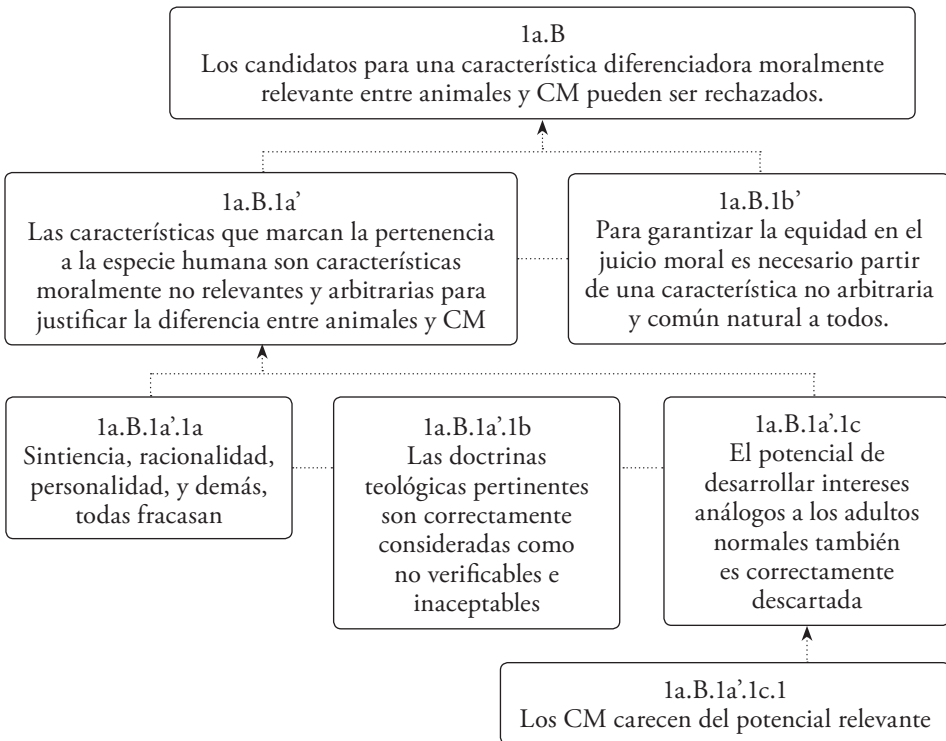 1a.B
Los candidatos para una característica diferenciadora moralmente
relevante entre animales y CM pueden ser rechazados.
1a.B.1a’
Las características que marcan la pertenencia
a la especie humana son características
moralmente no relevantes y arbitrarias para
justificar la diferencia entre animales y CM
1a.B.1b’
Para garantizar la equidad en el
juicio moral es necesario partir
de una característica no arbitraria
y común natural a todos.
1a.B.1a’.1a
Sintiencia, racionalidad,
personalidad, y demás,
todas fracasan
1a.B.1a’.1b
Las doctrinas
teológicas pertinentes
son correctamente
consideradas como
no verificables e
inaceptables
1a.B.1a’.1c
El potencial de
desarrollar intereses
análogos a los adultos
normales también
es correctamente
descartada
1a.B.1a’.1c.1
Los CM carecen del potencial relevante